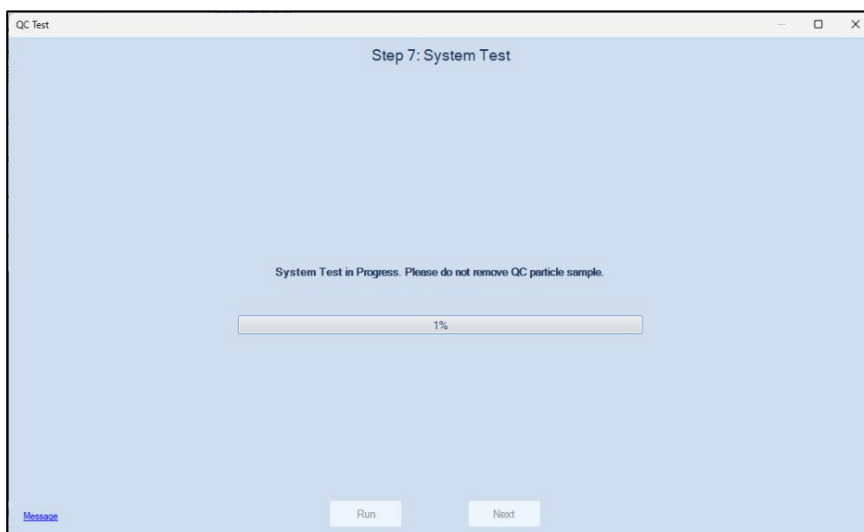 QC Test
Step 7: System Test
System Test in Progress. Please do not remove QC particle sample.
1%
Message
Run
Next